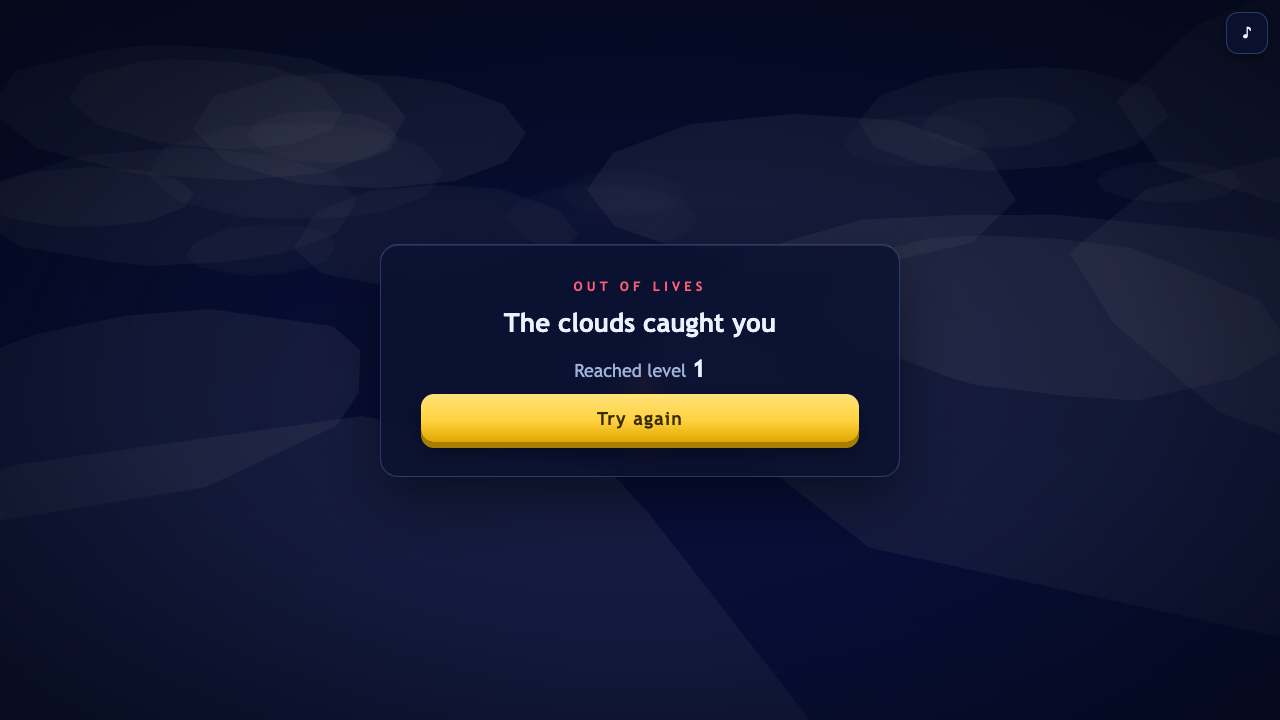 ♪
OUT OF LIVES
The clouds caught you
Reached level 1
Try again